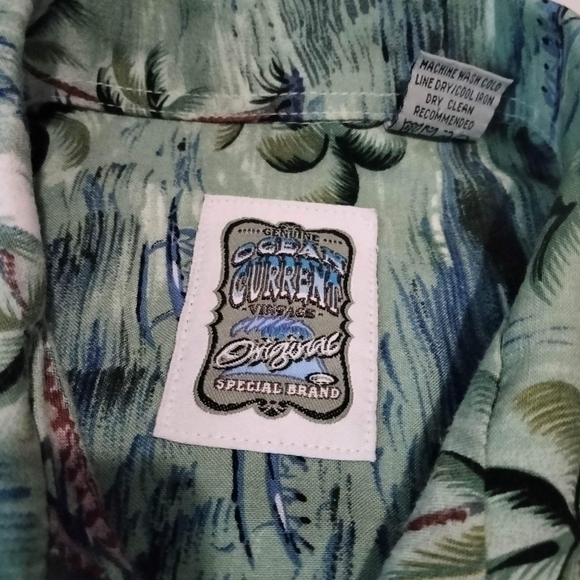 MACHINE WASH COLD
LINE DRY/COOL IRON
DRY CLEAN
RECOMMENDED
GENUINE
OCEAN
CURRENT
VINTAGE
Original
SPECIAL BRAND